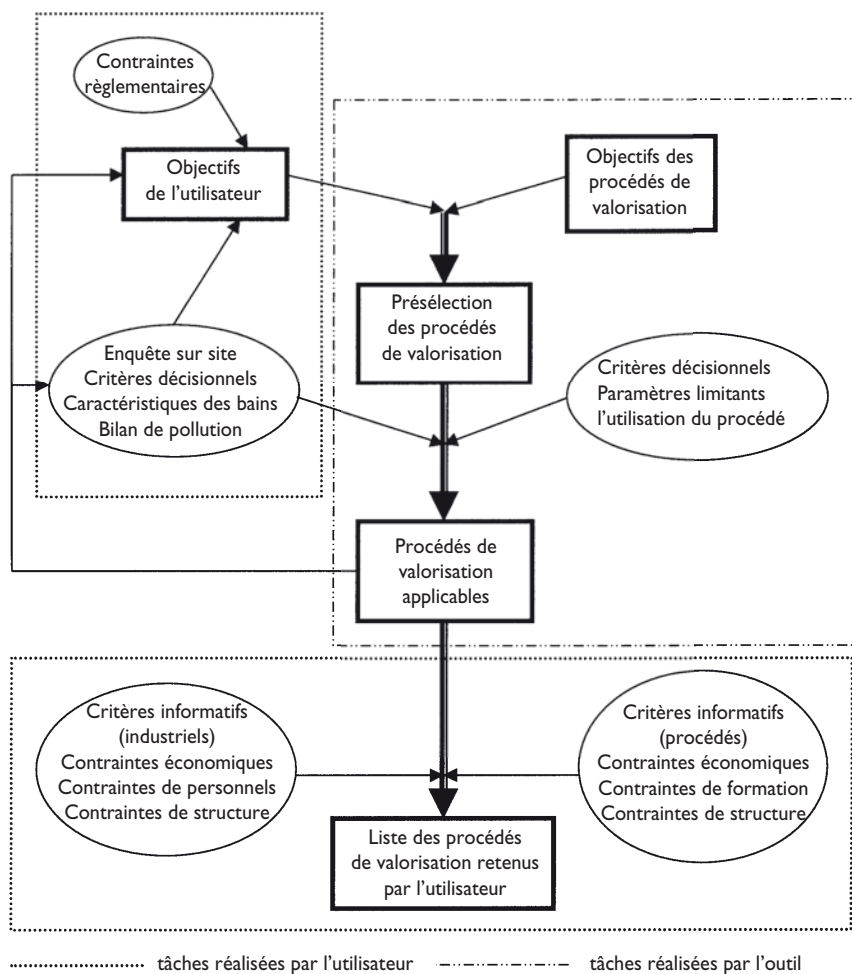 Contraintes
règlementaires
Objectifs
de l'utilisateur
Objectifs des
procédés de
valorisation
Présélection
des procédés
de valorisation
Enquête sur site
Critères décisionnels
Caractéristiques des bains
Bilan de pollution
Critères décisionnels
Paramètres limitants
l'utilisation du procédé
Procédés de
valorisation
applicables
Critères informatifs
(industriels)
Contraintes économiques
Contraintes de personnels
Contraintes de structure
Critères informatifs
(procédés)
Contraintes économiques
Contraintes de formation
Contraintes de structure
Liste des procédés
de valorisation retenus
par l'utilisateur
tâches réalisées par l'utilisateur
tâches réalisées par l'outil